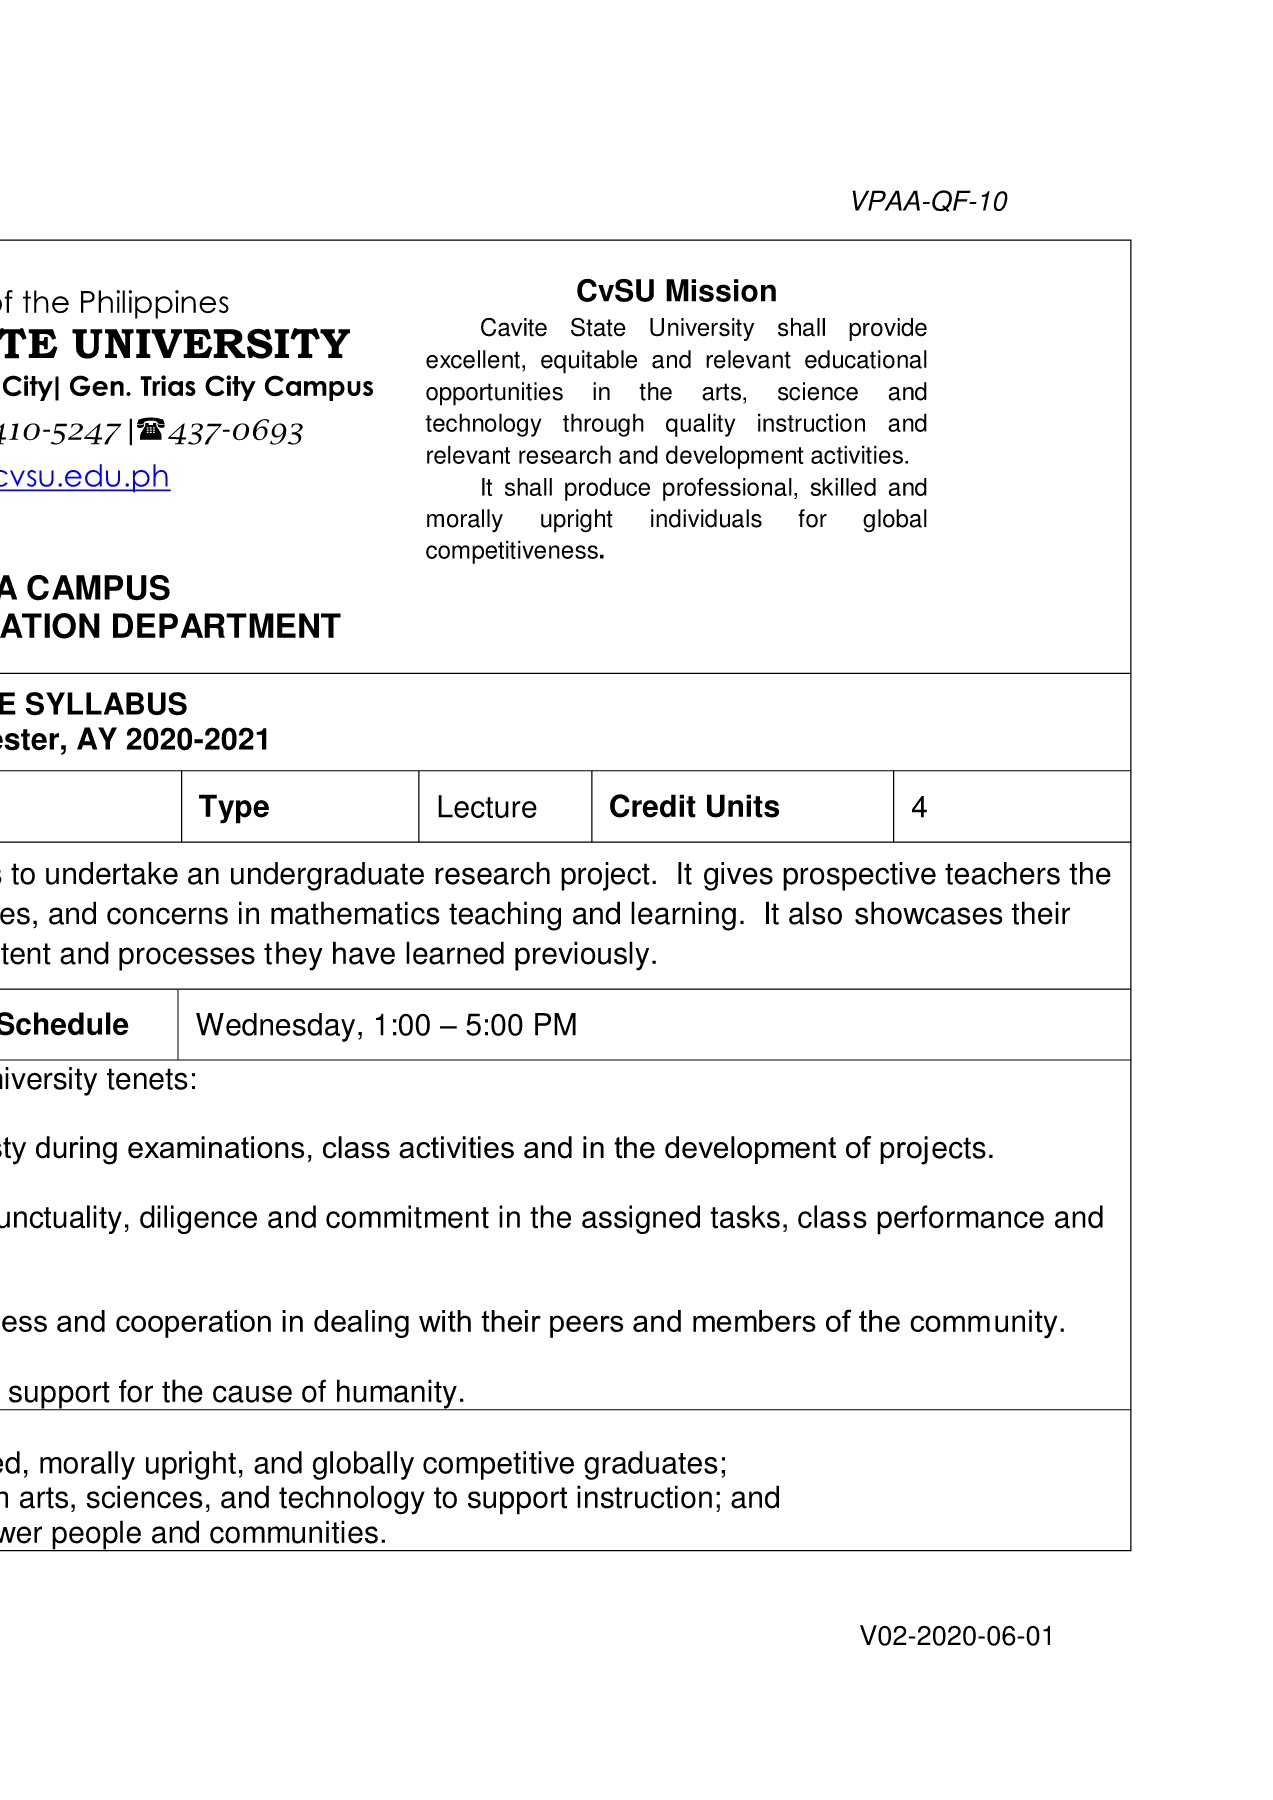 VPAA-QF-10
of the Philippines
TE UNIVERSITY
City| Gen. Trias City Campus
410-5247 |☎437-0693
cvsu.edu.ph
A CAMPUS
ATION DEPARTMENT
CvSU Mission
Cavite State University shall provide
excellent, equitable and relevant educational
opportunities in the arts, science and
technology through quality instruction and
relevant research and development activities.
It shall produce professional, skilled and
morally upright individuals for global
competitiveness.
E SYLLABUS
ester, AY 2020-2021
Type Lecture Credit Units 4
s to undertake an undergraduate research project. It gives prospective teachers the
es, and concerns in mathematics teaching and learning. It also showcases their
tent and processes they have learned previously.
Schedule Wednesday, 1:00 – 5:00 PM
niversity tenets:
sty during examinations, class activities and in the development of projects.
unctuality, diligence and commitment in the assigned tasks, class performance and
ess and cooperation in dealing with their peers and members of the community.
support for the cause of humanity.
ed, morally upright, and globally competitive graduates;
n arts, sciences, and technology to support instruction; and
wer people and communities.
V02-2020-06-01